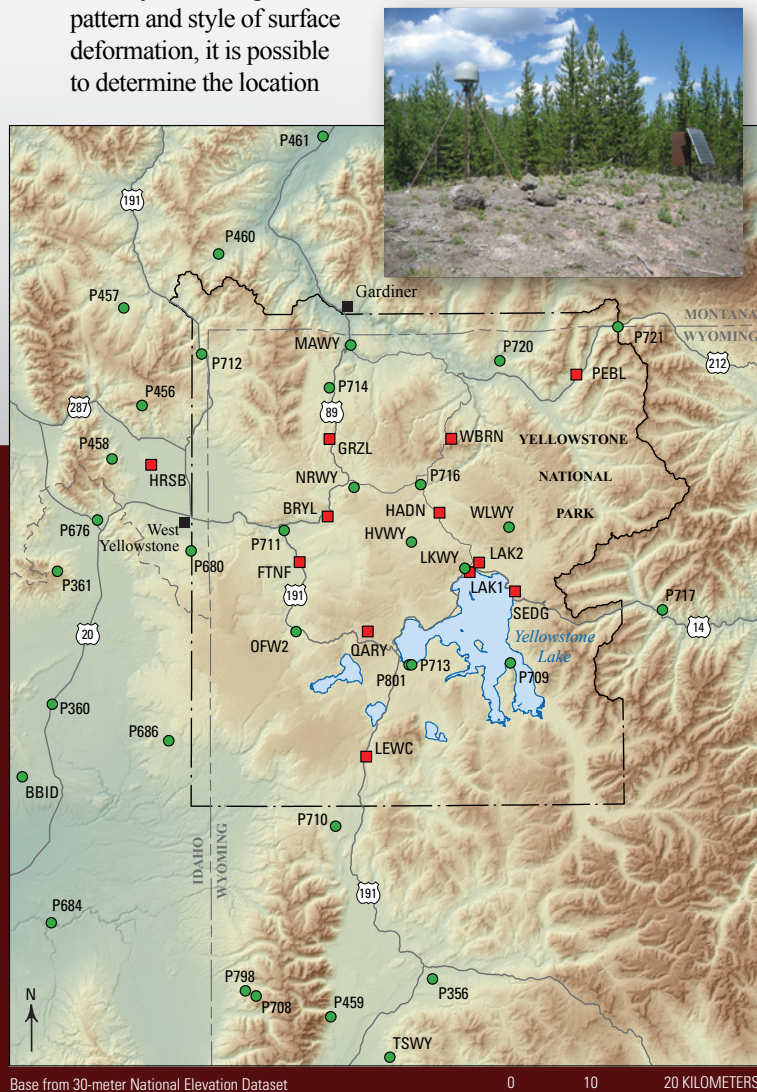 pattern and style of surface
deformation, it is possible
to determine the location
P461
191
P460
Gardiner
P457
MONTANA
P721
WYOMING
MAWY
P720
P712
212
PEBL
P714
P456
287
89
P458
GRZL
WBRN
YELLOWSTONE
HRSB
NRWY
P716
NATIONAL
BRYL
HADN
WLWY
PARK
P676
West
Yellowstone
P711
HVWY
P680
LKWY
LAK2
FTNF
P361
LAK1
191
SEDG
P717
14
20
OFW2
QARY
Yellowstone
Lake
P801
P713
P709
P360
P686
LEWC
BBID
P710
IDAHO
WYOMING
191
P684
P798
P708
P356
N
P459
TSWY
Base from 30-meter National Elevation Dataset
0 10 20 KILOMETERS